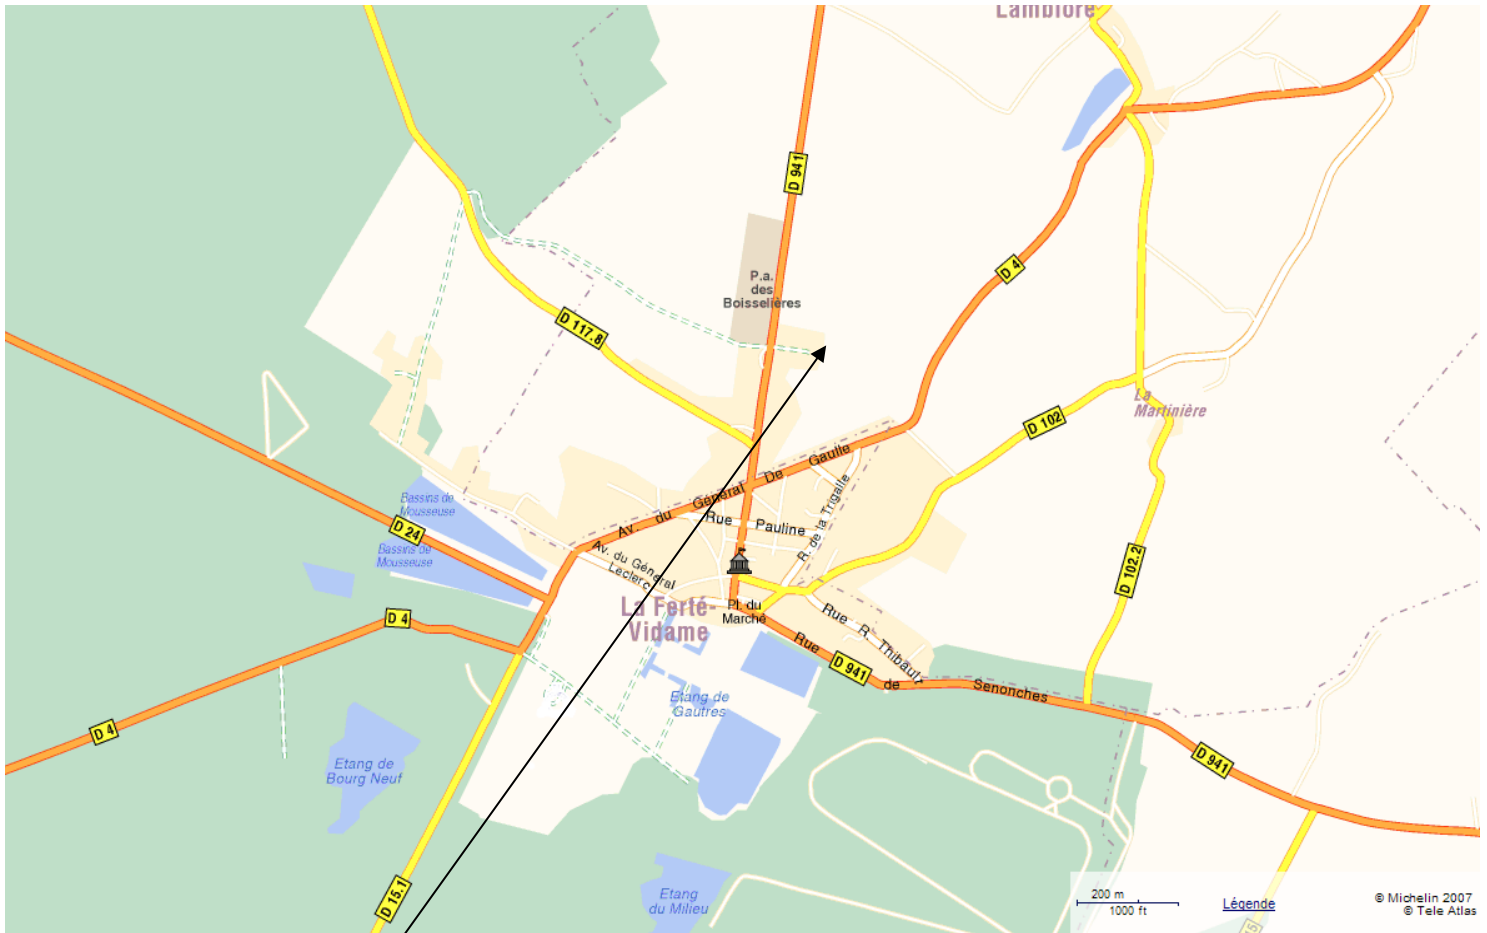 Lamblore
D 941
P.a.
des
Boisselières
D 4
D 117.8
La
Martinière
D 102
Av. du Général De Gaulle
R. de la Trigalle
Rue Pauline
Bassins de
Mousseuse
D 24
Bassins de
Mousseuse
Av. du Général
Leclerc
D 102.2
La Ferté-
Vidame
Pl. du
Marché
Rue R. Thibault
D 4
Rue de Senonches
D 941
Etang de
Gautres
D 4
Etang de
Bourg Neuf
D 941
D 15.1
Etang
du Milieu
200 m
1000 ft
Légende
© Michelin 2007
© Tele Atlas